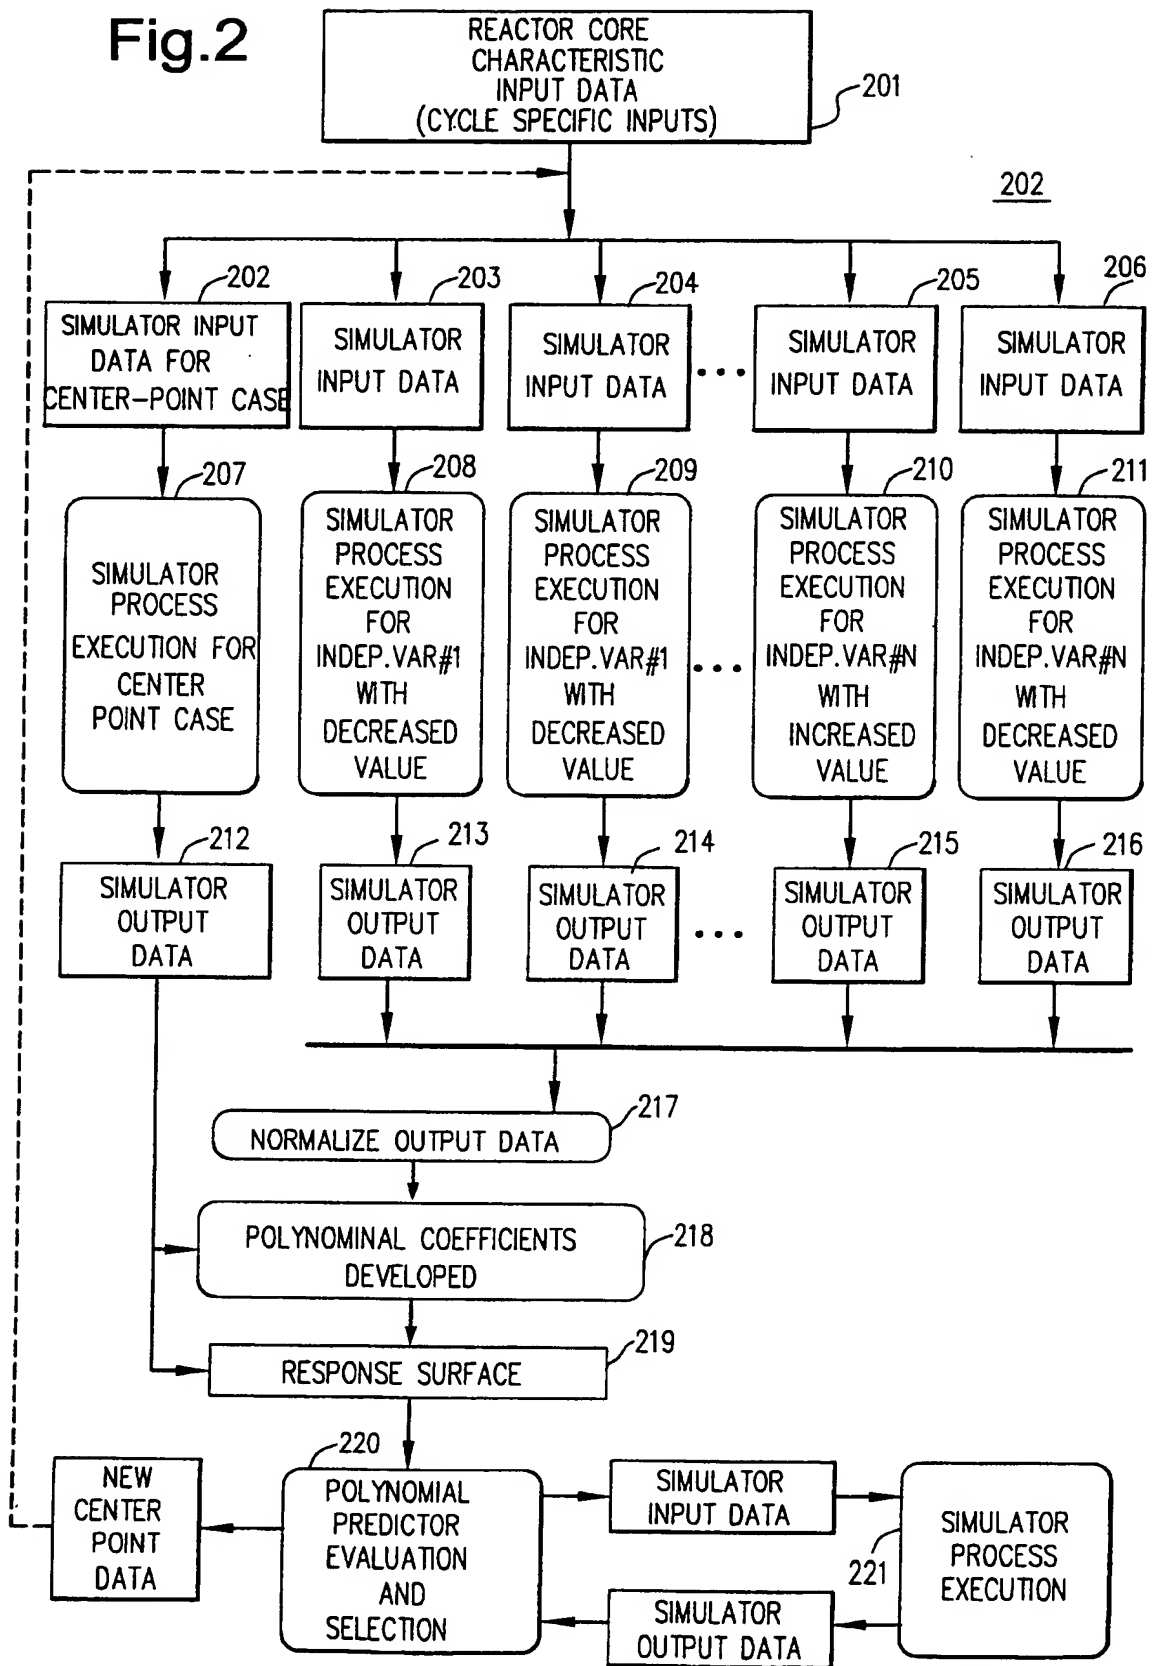 Fig.2
REACTOR CORE
CHARACTERISTIC
INPUT DATA
(CYCLE SPECIFIC INPUTS)
201
202
202
SIMULATOR INPUT
DATA FOR
CENTER-POINT CASE
203
SIMULATOR
INPUT DATA
204
SIMULATOR
INPUT DATA
...
205
SIMULATOR
INPUT DATA
206
SIMULATOR
INPUT DATA
207
SIMULATOR
PROCESS
EXECUTION FOR
CENTER
POINT CASE
208
SIMULATOR
PROCESS
EXECUTION
FOR
INDEP.VAR#1
WITH
DECREASED
VALUE
209
SIMULATOR
PROCESS
EXECUTION
FOR
INDEP.VAR#1
WITH
DECREASED
VALUE
...
210
SIMULATOR
PROCESS
EXECUTION
FOR
INDEP.VAR#N
WITH
INCREASED
VALUE
211
SIMULATOR
PROCESS
EXECUTION
FOR
INDEP.VAR#N
WITH
DECREASED
VALUE
212
SIMULATOR
OUTPUT
DATA
213
SIMULATOR
OUTPUT
DATA
214
SIMULATOR
OUTPUT
DATA
...
215
SIMULATOR
OUTPUT
DATA
216
SIMULATOR
OUTPUT
DATA
217
NORMALIZE OUTPUT DATA
218
POLYNOMINAL COEFFICIENTS
DEVELOPED
219
RESPONSE SURFACE
220
POLYNOMIAL
PREDICTOR
EVALUATION
AND
SELECTION
NEW
CENTER
POINT
DATA
SIMULATOR
INPUT DATA
221
SIMULATOR
PROCESS
EXECUTION
SIMULATOR
OUTPUT DATA